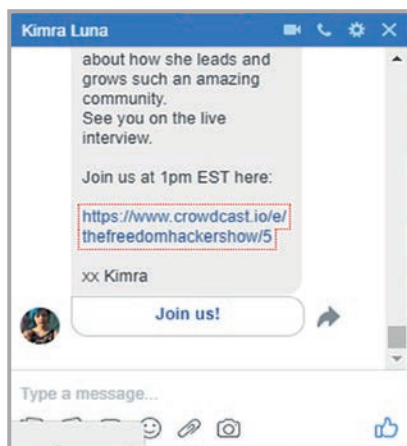 Kimra Luna
about how she leads and
grows such an amazing
community.
See you on the live
interview.
Join us at 1pm EST here:
https://www.crowdcast.io/e/
thefreedomhackershow/5
xx Kimra
Join us!
Type a message...